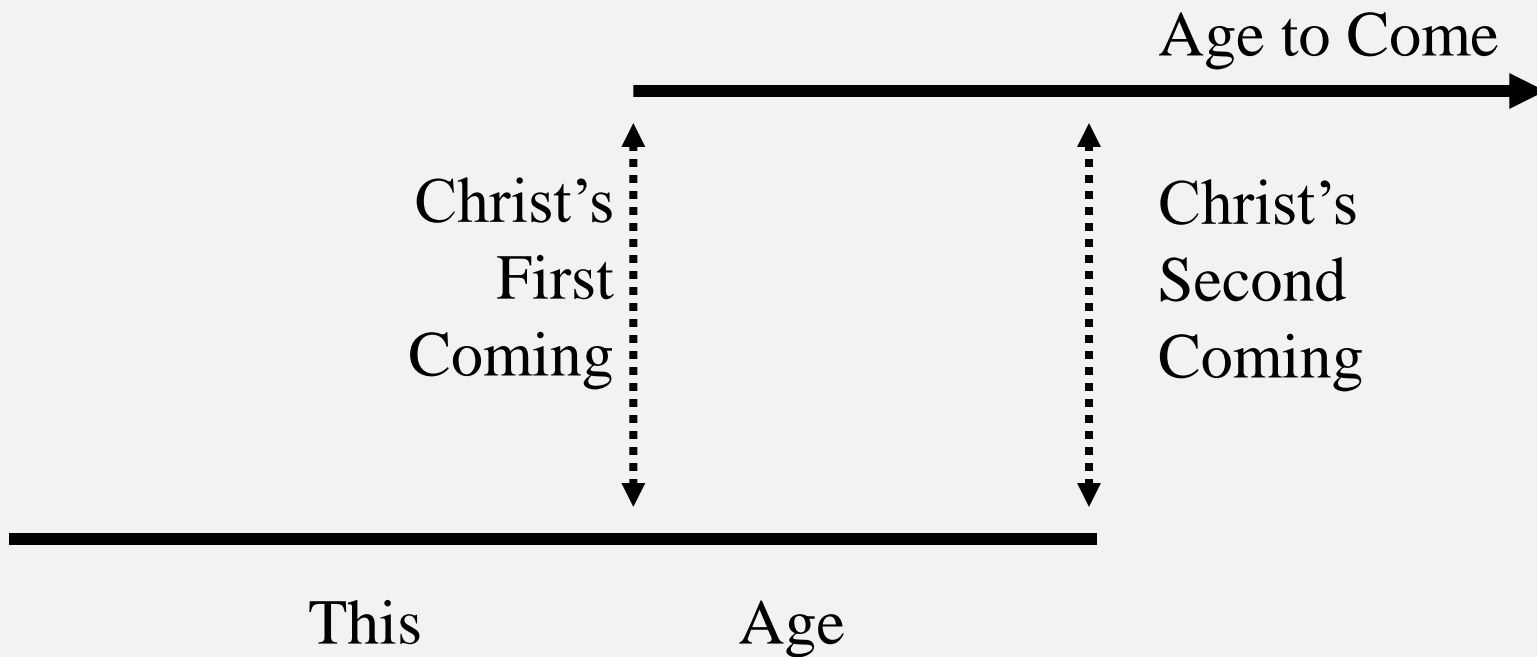 Age to Come
Christ’s
First
Coming
Christ’s
Second
Coming
This Age